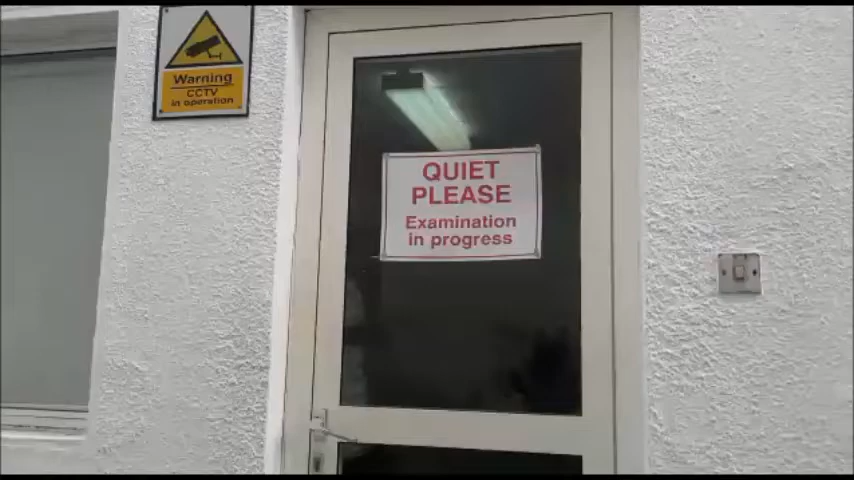 Warning
CCTV
in operation
QUIET
PLEASE
Examination
in progress